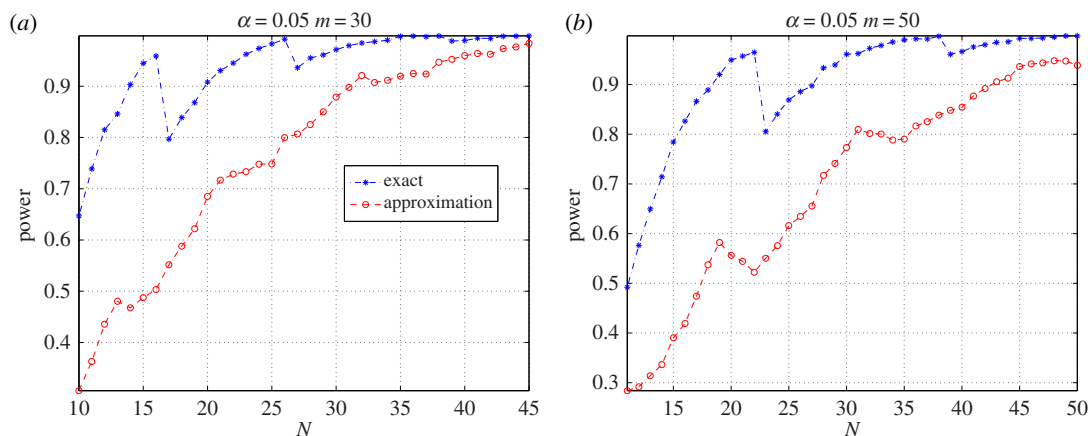 (a)
α = 0.05 m = 30
power
0.9
0.8
0.7
0.6
0.5
0.4
exact
approximation
10 15 20 25 30 35 40 45
N
(b)
α = 0.05 m = 50
power
0.9
0.8
0.7
0.6
0.5
0.4
0.3
15 20 25 30 35 40 45 50
N